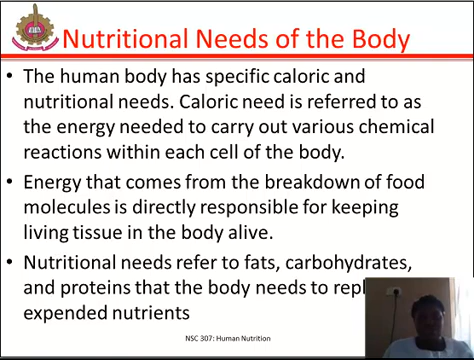 Nutritional Needs of the Body
• The human body has specific caloric and
nutritional needs. Caloric need is referred to as
the energy needed to carry out various chemical
reactions within each cell of the body.
• Energy that comes from the breakdown of food
molecules is directly responsible for keeping
living tissue in the body alive.
• Nutritional needs refer to fats, carbohydrates,
and proteins that the body needs to repl
expended nutrients
NSC 307: Human Nutrition